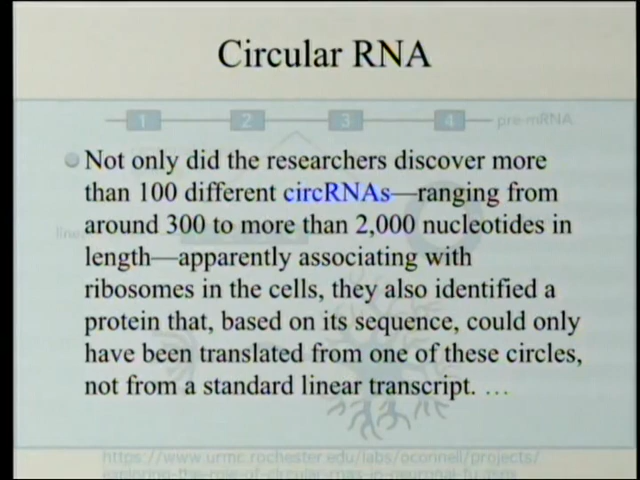 Circular RNA
1 2 3 4 pre-mRNA
Not only did the researchers discover more
than 100 different circRNAs—ranging from
around 300 to more than 2,000 nucleotides in
length—apparently associating with
ribosomes in the cells, they also identified a
protein that, based on its sequence, could only
have been translated from one of these circles,
not from a standard linear transcript. …
https://www.urmc.rochester.edu/labs/oconnell/projects/